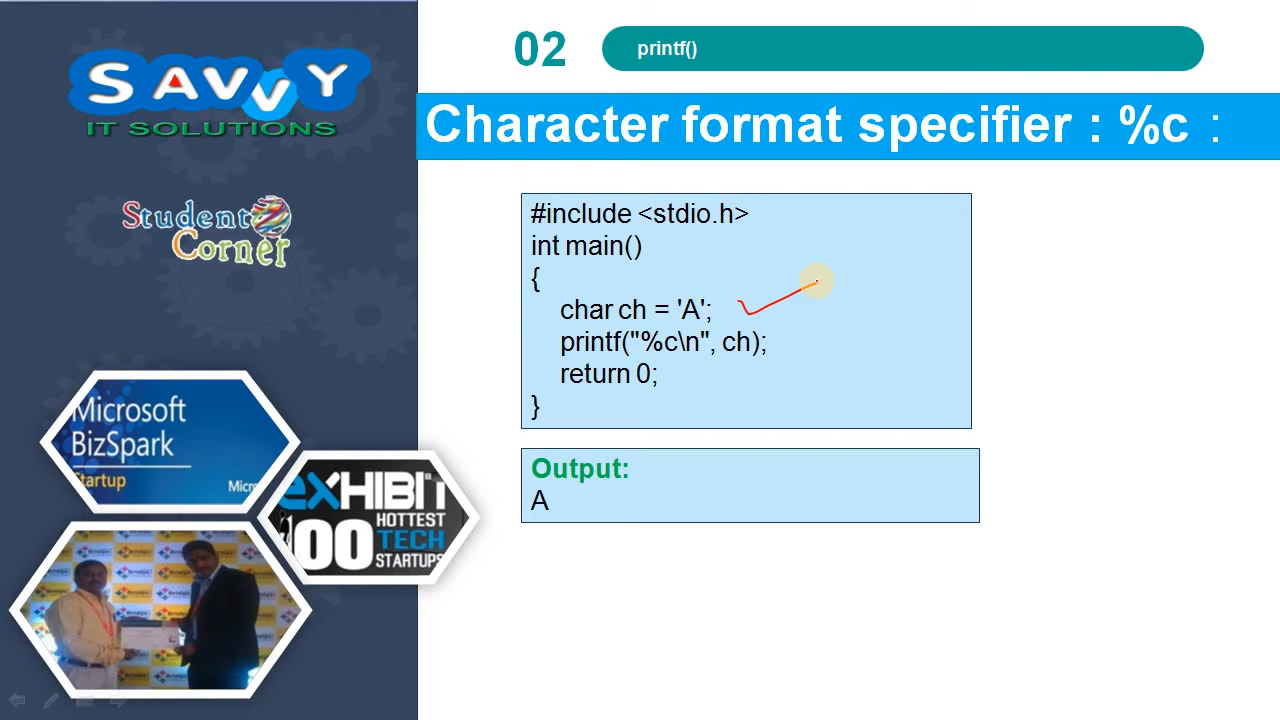 SAVVY
IT SOLUTIONS
Student
Corner
Microsoft
BizSpark
Startup
Micr
eXHIBIT
100
HOTTEST
TECH
STARTUPS
02
printf()
Character format specifier : %c :
#include <stdio.h>
int main()
{
char ch = 'A';
printf("%c\n", ch);
return 0;
}
Output:
A